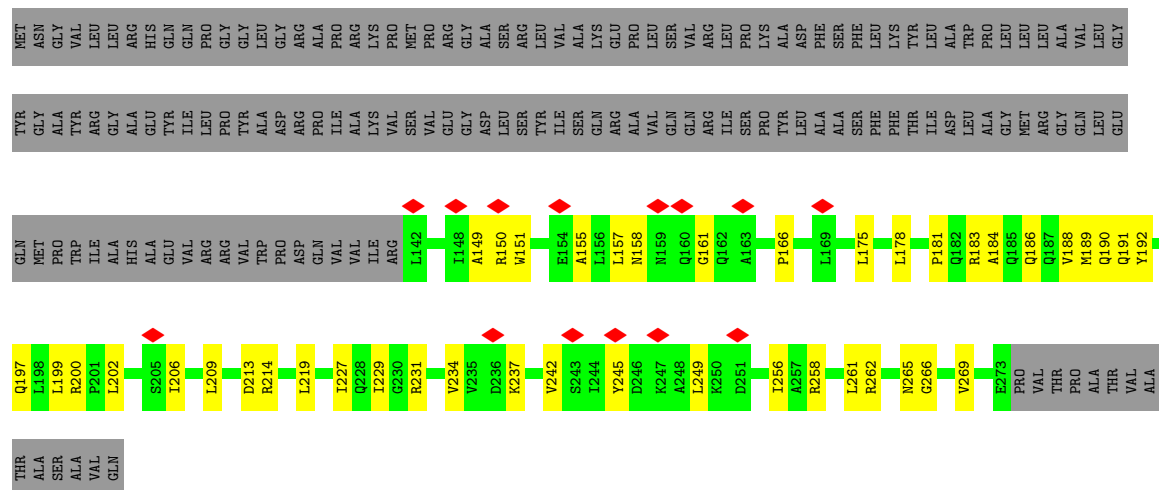 MET ASN GLY VAL LEU LEU ARG HIS GLN GLN PRO GLY GLY LEU GLY ARG ALA PRO ARG LYS PRO MET PRO ARG GLY ALA SER ARG LEU VAL ALA LYS GLU PRO LEU SER VAL ARG LEU PRO LYS ALA ASP PHE SER PHE LEU LYS TYR LEU ALA TRP PRO LEU LEU LEU ALA VAL LEU GLY
TYR GLY ALA TYR ARG GLY ALA GLU TYR ILE LEU PRO TYR ALA ASP ARG PRO ILE ALA LYS VAL SER VAL GLU GLY ASP LEU SER TYR ILE SER GLN ARG ALA VAL GLN GLN ARG ILE SER PRO TYR LEU ALA ALA SER PHE PHE THR ILE ASP LEU ALA GLY MET ARG GLY GLN LEU GLU
GLN MET PRO TRP ILE ALA HIS ALA GLU VAL ARG ARG VAL TRP PRO ASP GLN VAL VAL ILE ARG L142 I148 A149 R150 W151 E154 A155 L156 L157 N158 N159 Q160 G161 Q162 A163 P166 L169 L175 L178 P181 Q182 R183 A184 Q185 Q186 Q187 V188 M189 Q190 Q191 Y192
Q197 L198 L199 R200 P201 L202 S205 I206 L209 D213 R214 L219 I227 Q228 I229 G230 R231 V234 V235 D236 K237 V242 S243 I244 Y245 D246 K247 A248 L249 K250 D251 I256 A257 R258 L261 R262 N265 G266 V269 E273 PRO VAL THR PRO ALA THR VAL ALA
THR ALA SER ALA VAL GLN